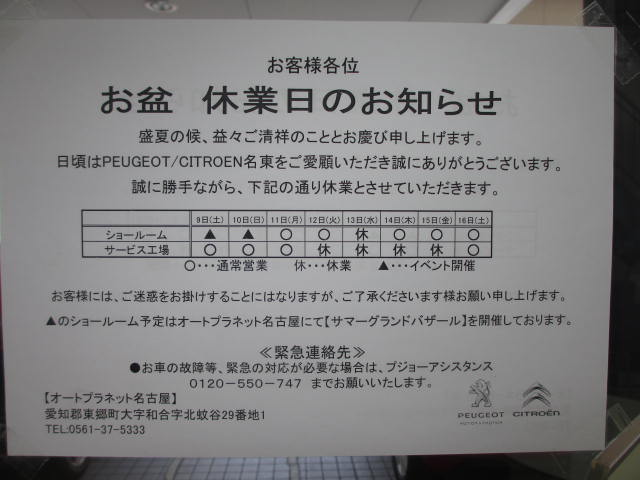 お客様各位
お盆 休業日のお知らせ
盛夏の候、益々ご清祥のこととお慶び申し上げます。
日頃はPEUGEOT/CITROEN名東をご愛顧いただき誠にありがとうございます。
誠に勝手ながら、下記の通り休業とさせていただきます。
9日(土) 10日(日) 11日(月) 12日(火) 13日(水) 14日(木) 15日(金) 16日(土)
ショールーム ▲ ▲ ○ ○ 休 ○ ○ ○
サービス工場 ○ ○ ○ 休 休 休 休 ○
○・・・通常営業 休・・・休業 ▲・・・イベント開催
お客様には、ご迷惑をお掛けすることにはなりますが、ご了承くださいます様お願い申し上げます。
▲のショールーム予定はオートプラネット名古屋にて【サマーグランドバザール】を開催しております。
≪緊急連絡先≫
●お車の故障等、緊急の対応が必要な場合は、プジョーアシスタンス
0120-550-747 までお願いいたします。
【オートプラネット名古屋】
愛知郡東郷町大字和合字北蚊谷29番地1
TEL:0561-37-5333
PEUGEOT CITROËN